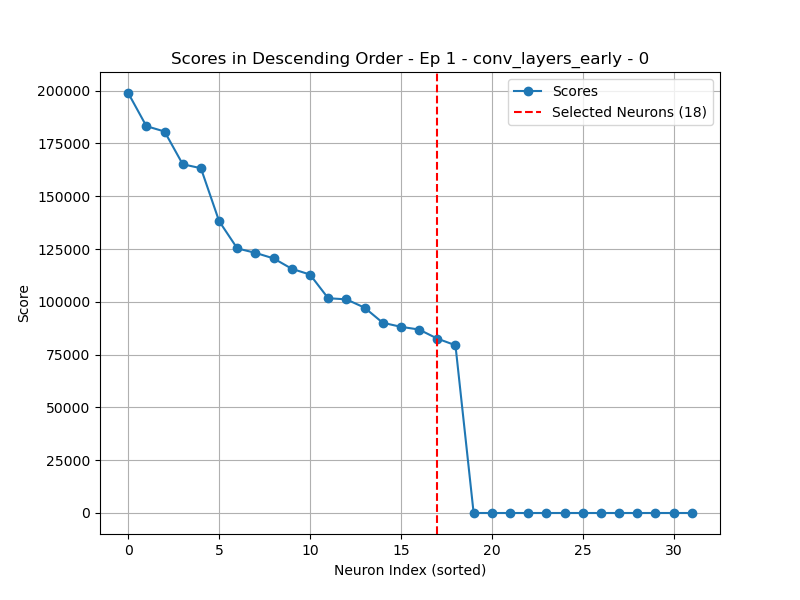 Scores in Descending Order - Ep 1 - conv_layers_early - 0
Scores
Selected Neurons (18)
200000
175000
150000
125000
100000
75000
50000
25000
0
Score
0 5 10 15 20 25 30
Neuron Index (sorted)